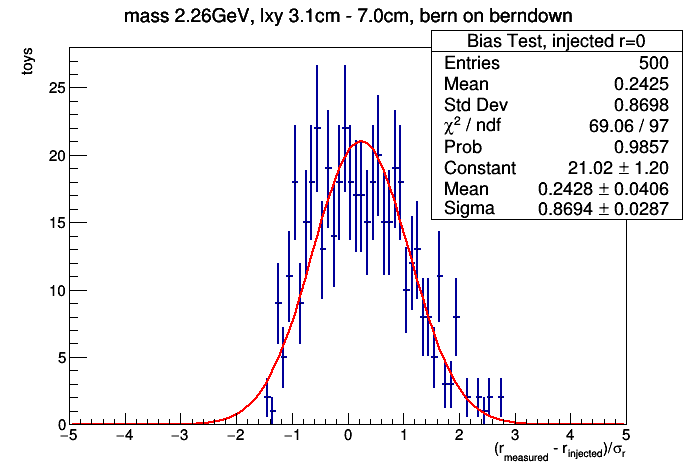 mass 2.26GeV, lxy 3.1cm - 7.0cm, bern on berndown
Bias Test, injected r=0
Entries 500
Mean 0.2425
Std Dev 0.8698
χ² / ndf 69.06 / 97
Prob 0.9857
Constant 21.02 ± 1.20
Mean 0.2428 ± 0.0406
Sigma 0.8694 ± 0.0287
toys
25
20
15
10
5
0
−5 −4 −3 −2 −1 0 1 2 3 4 5
(r_measured - r_injected)/σ_r